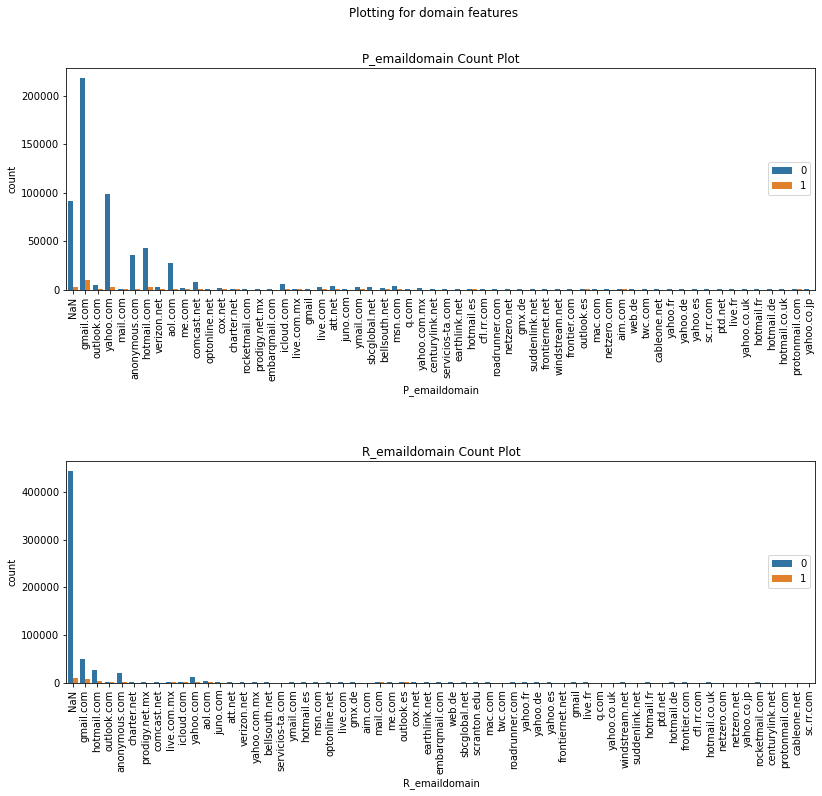 Plotting for domain features
P_emaildomain Count Plot
200000
150000
100000
50000
0
count
0
1
NaN
gmail.com
outlook.com
yahoo.com
mail.com
anonymous.com
hotmail.com
verizon.net
aol.com
me.com
comcast.net
optonline.net
cox.net
charter.net
rocketmail.com
prodigy.net.mx
embarqmail.com
icloud.com
live.com.mx
gmail
live.com
att.net
juno.com
ymail.com
sbcglobal.net
bellsouth.net
msn.com
q.com
yahoo.com.mx
centurylink.net
servicios-ta.com
earthlink.net
hotmail.es
cfl.rr.com
roadrunner.com
netzero.net
gmx.de
suddenlink.net
frontiernet.net
windstream.net
frontier.com
outlook.es
mac.com
netzero.com
aim.com
web.de
twc.com
cableone.net
yahoo.fr
yahoo.de
yahoo.es
sc.rr.com
ptd.net
live.fr
yahoo.co.uk
hotmail.fr
hotmail.de
hotmail.co.uk
protonmail.com
yahoo.co.jp
P_emaildomain
R_emaildomain Count Plot
400000
300000
200000
100000
0
count
0
1
NaN
gmail.com
hotmail.com
outlook.com
anonymous.com
charter.net
prodigy.net.mx
comcast.net
live.com.mx
icloud.com
yahoo.com
aol.com
juno.com
att.net
verizon.net
yahoo.com.mx
bellsouth.net
servicios-ta.com
ymail.com
hotmail.es
msn.com
optonline.net
live.com
gmx.de
aim.com
mail.com
me.com
outlook.es
cox.net
earthlink.net
embarqmail.com
web.de
sbcglobal.net
scranton.edu
mac.com
twc.com
roadrunner.com
yahoo.fr
yahoo.de
yahoo.es
frontiernet.net
gmail
live.fr
q.com
yahoo.co.uk
windstream.net
suddenlink.net
hotmail.fr
ptd.net
hotmail.de
frontier.com
cfl.rr.com
hotmail.co.uk
netzero.com
netzero.net
yahoo.co.jp
rocketmail.com
centurylink.net
protonmail.com
cableone.net
sc.rr.com
R_emaildomain